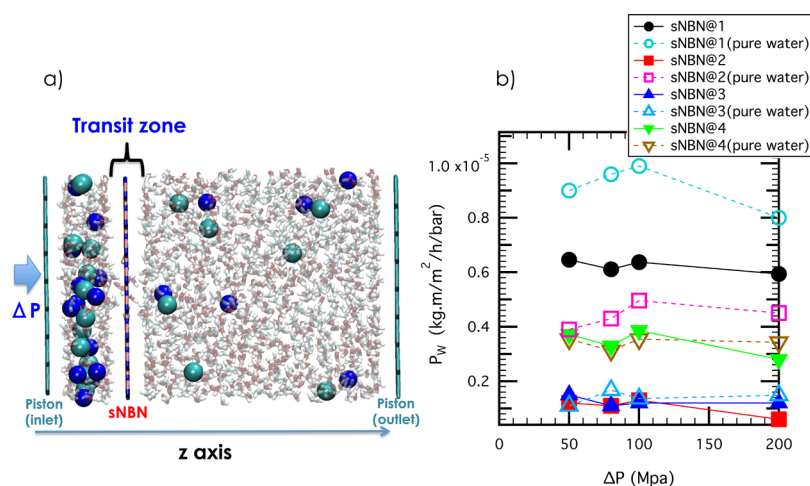 a)
Transit zone
ΔP
Piston
(inlet)
sNBN
Piston
(outlet)
z axis
b)
sNBN@1
sNBN@1(pure water)
sNBN@2
sNBN@2(pure water)
sNBN@3
sNBN@3(pure water)
sNBN@4
sNBN@4(pure water)
1.0 x10⁻⁵
0.8
0.6
0.4
0.2
P_W (kg.m/m²/h/bar)
0 50 100 150 200
ΔP (Mpa)